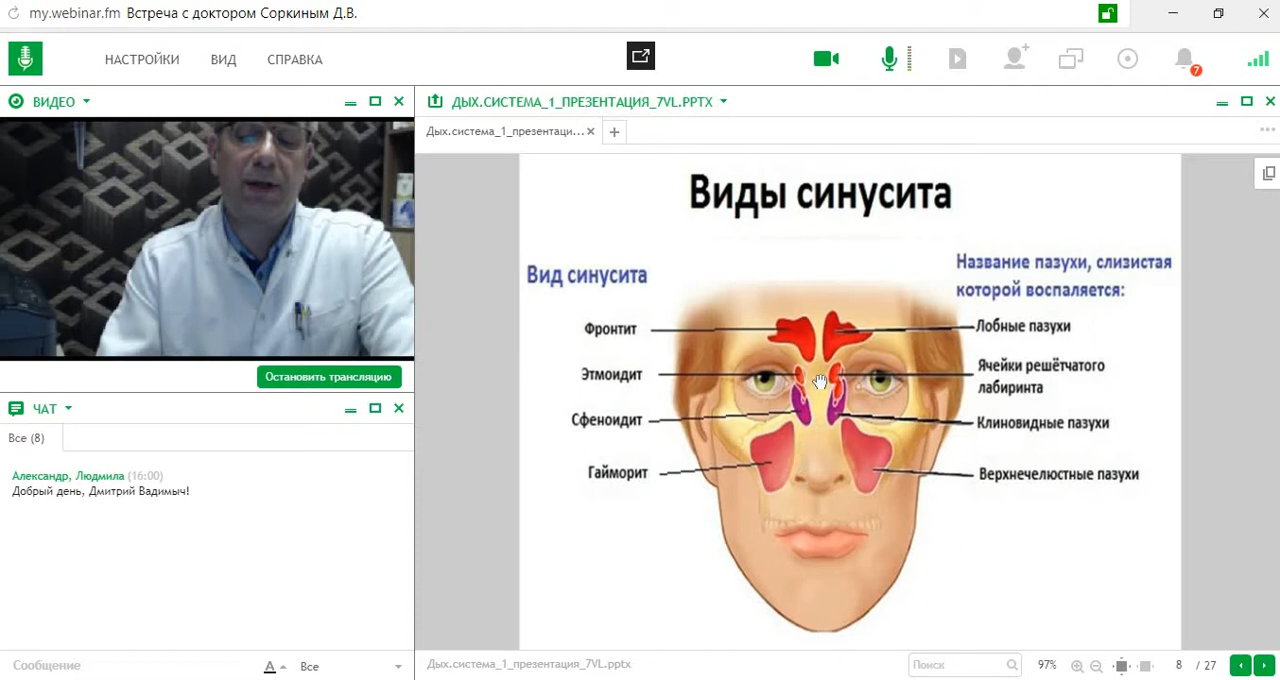 my.webinar.fm Встреча с доктором Соркиным Д.В.
НАСТРОЙКИ ВИД СПРАВКА
7
ВИДЕО
ДЫХ.СИСТЕМА_1_ПРЕЗЕНТАЦИЯ_7VL.PPTX
Дых.система_1_презентаци...
Виды синусита
Вид синусита
Название пазухи, слизистая
которой воспаляется:
Фронтит
Лобные пазухи
Этмоидит
Ячейки решётчатого
лабиринта
Сфеноидит
Клиновидные пазухи
Гайморит
Верхнечелюстные пазухи
Остановить трансляцию
ЧАТ
Все (8)
Александр, Людмила (16:00)
Добрый день, Дмитрий Вадимыч!
Сообщение
A
Все
Дых.система_1_презентация_7VL.pptx
Поиск
97%
8 / 27